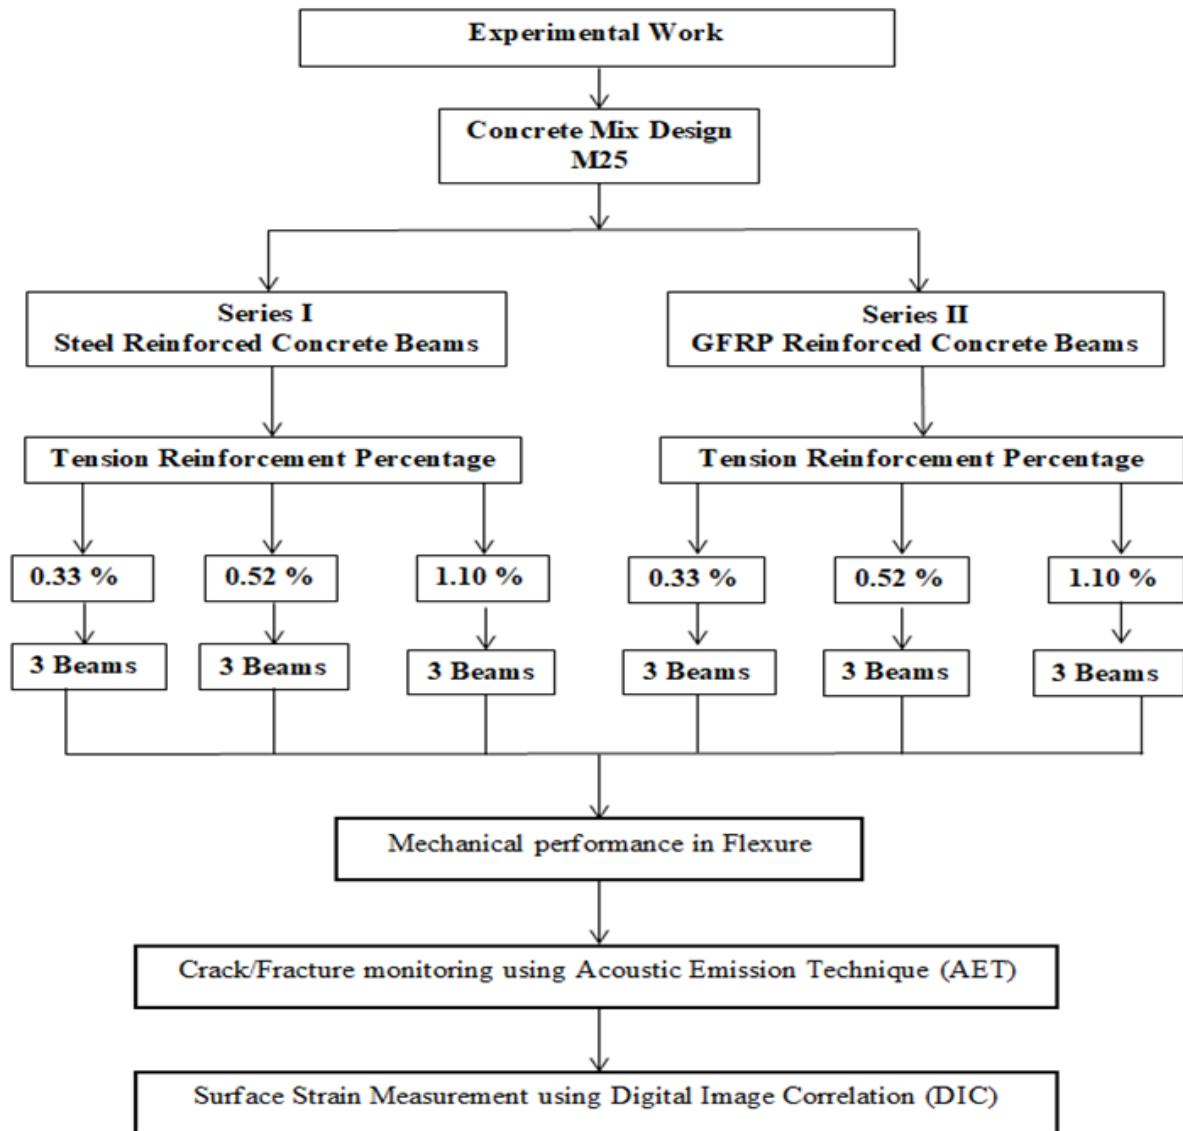 Experimental Work
Concrete Mix Design
M25
Series I
Steel Reinforced Concrete Beams
Series II
GFRP Reinforced Concrete Beams
Tension Reinforcement Percentage
Tension Reinforcement Percentage
0.33 %
0.52 %
1.10 %
0.33 %
0.52 %
1.10 %
3 Beams
3 Beams
3 Beams
3 Beams
3 Beams
3 Beams
Mechanical performance in Flexure
Crack/Fracture monitoring using Acoustic Emission Technique (AET)
Surface Strain Measurement using Digital Image Correlation (DIC)